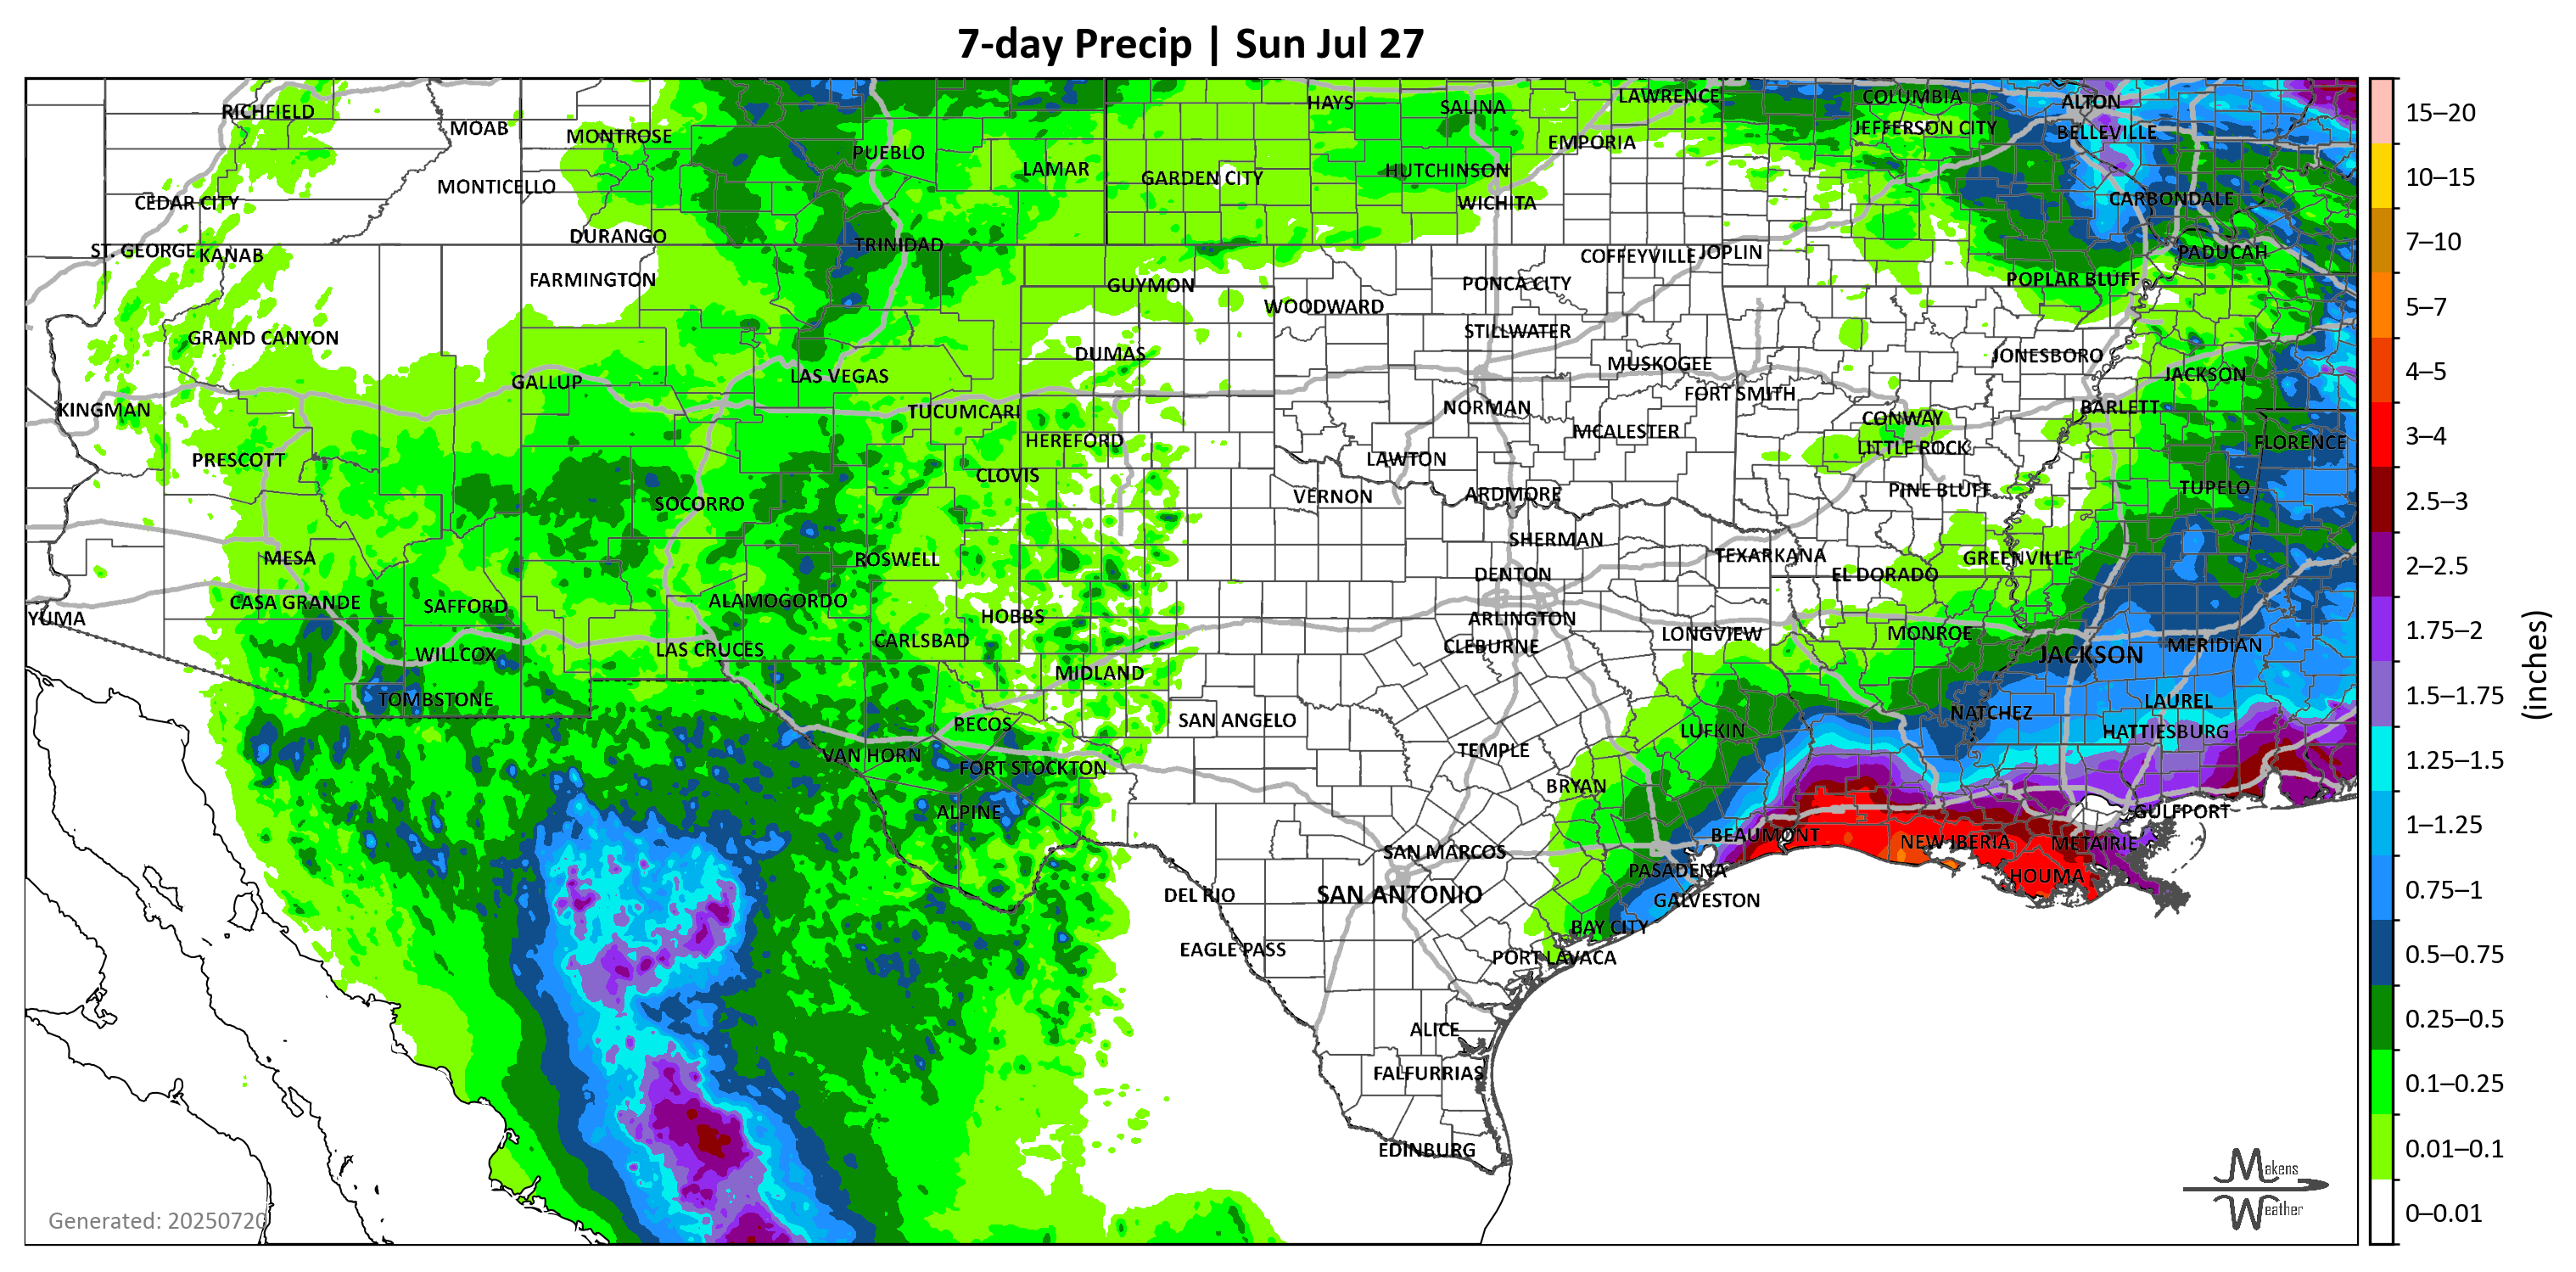 7-day Precip | Sun Jul 27
RICHFIELD
MOAB
MONTROSE
PUEBLO
LAMAR
HAYS
SALINA
LAWRENCE
COLUMBIA
ALTON
EMPORIA
JEFFERSON CITY
BELLEVILLE
MONTICELLO
GARDEN CITY
HUTCHINSON
CEDAR CITY
WICHITA
CARBONDALE
DURANGO
TRINIDAD
ST. GEORGE
KANAB
COFFEYVILLE
JOPLIN
PADUCAH
FARMINGTON
GUYMON
PONCA CITY
POPLAR BLUFF
WOODWARD
GRAND CANYON
STILLWATER
DUMAS
MUSKOGEE
JONESBORO
GALLUP
LAS VEGAS
FORT SMITH
JACKSON
KINGMAN
TUCUMCARI
NORMAN
CONWAY
BARLETT
HEREFORD
MCALESTER
LITTLE ROCK
FLORENCE
PRESCOTT
CLOVIS
LAWTON
SOCORRO
VERNON
ARDMORE
PINE BLUFF
TUPELO
MESA
ROSWELL
SHERMAN
TEXARKANA
GREENVILLE
CASA GRANDE
SAFFORD
ALAMOGORDO
DENTON
EL DORADO
YUMA
HOBBS
ARLINGTON
WILLCOX
LAS CRUCES
CARLSBAD
CLEBURNE
LONGVIEW
MONROE
JACKSON
MERIDIAN
TOMBSTONE
MIDLAND
PECOS
SAN ANGELO
LUFKIN
NATCHEZ
LAUREL
VAN HORN
FORT STOCKTON
TEMPLE
HATTIESBURG
ALPINE
BRYAN
GULFPORT
SAN MARCOS
BEAUMONT
NEW IBERIA
METAIRIE
DEL RIO
SAN ANTONIO
PASADENA
HOUMA
GALVESTON
EAGLE PASS
BAY CITY
PORT LAVACA
ALICE
FALFURRIAS
EDINBURG
Generated: 20250720
Makens
Weather
15–20
10–15
7–10
5–7
4–5
3–4
2.5–3
2–2.5
1.75–2
1.5–1.75
1.25–1.5
1–1.25
0.75–1
0.5–0.75
0.25–0.5
0.1–0.25
0.01–0.1
0–0.01
(inches)